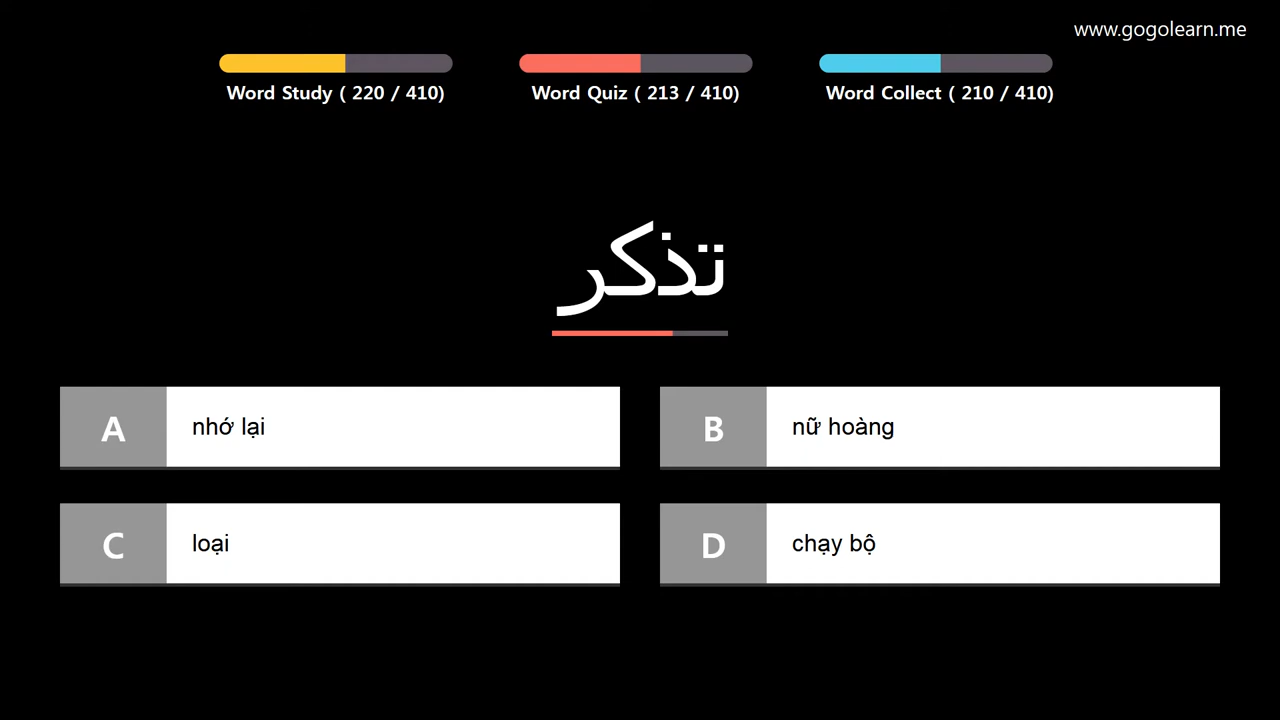 www.gogolearn.me
Word Study ( 220 / 410)
Word Quiz ( 213 / 410)
Word Collect ( 210 / 410)
تذكر
A
nhớ lại
B
nữ hoàng
C
loại
D
chạy bộ